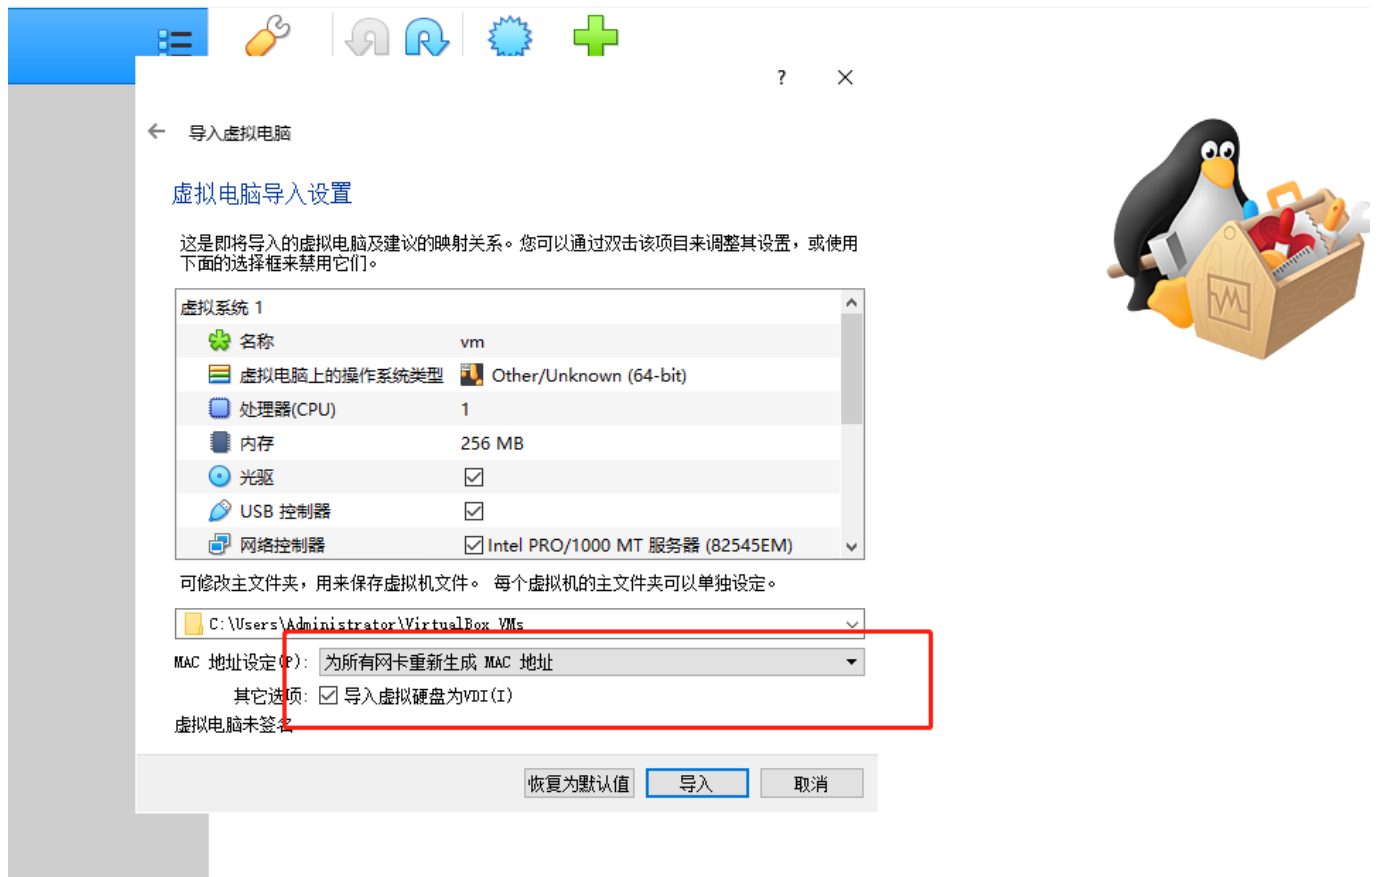 ?
导入虚拟电脑
虚拟电脑导入设置
这是即将导入的虚拟电脑及建议的映射关系。您可以通过双击该项目来调整其设置，或使用
下面的选择框来禁用它们。
虚拟系统 1
名称 vm
虚拟电脑上的操作系统类型 Other/Unknown (64-bit)
处理器(CPU) 1
内存 256 MB
光驱
USB 控制器
网络控制器 Intel PRO/1000 MT 服务器 (82545EM)
可修改主文件夹，用来保存虚拟机文件。 每个虚拟机的主文件夹可以单独设定。
C:\Users\Administrator\VirtualBox VMs
MAC 地址设定(P): 为所有网卡重新生成 MAC 地址
其它选项: 导入虚拟硬盘为VDI(I)
虚拟电脑未签名
恢复为默认值 导入 取消